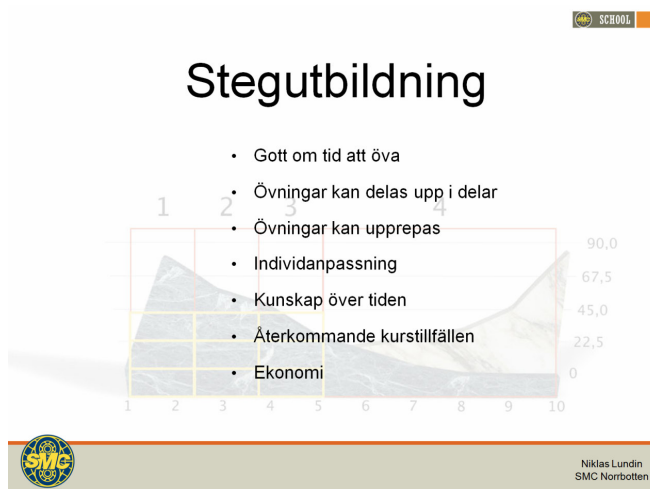 SMC SCHOOL
Stegutbildning
• Gott om tid att öva
• Övningar kan delas upp i delar
• Övningar kan upprepas
• Individanpassning
• Kunskap över tiden
• Återkommande kurstillfällen
• Ekonomi
1 2 3 4
90,0
67,5
45,0
22,5
0
1 2 3 4 5 6 7 8 9 10
SMC
Niklas Lundin
SMC Norrbotten